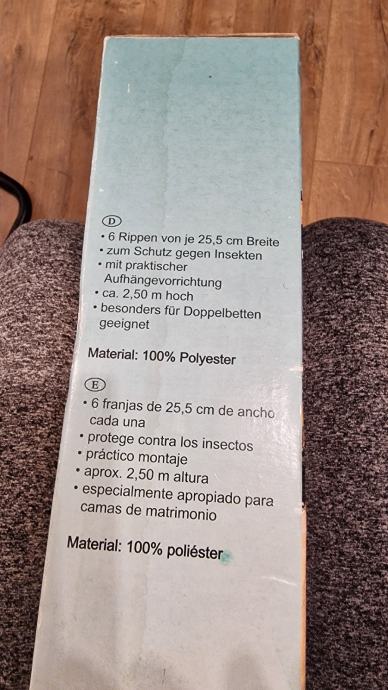 D
• 6 Rippen von je 25,5 cm Breite
• zum Schutz gegen Insekten
• mit praktischer
Aufhängevorrichtung
• ca. 2,50 m hoch
• besonders für Doppelbetten
geeignet
Material: 100% Polyester
E
• 6 franjas de 25,5 cm de ancho
cada una
• protege contra los insectos
• práctico montaje
• aprox. 2,50 m altura
• especialmente apropiado para
camas de matrimonio
Material: 100% poliéster